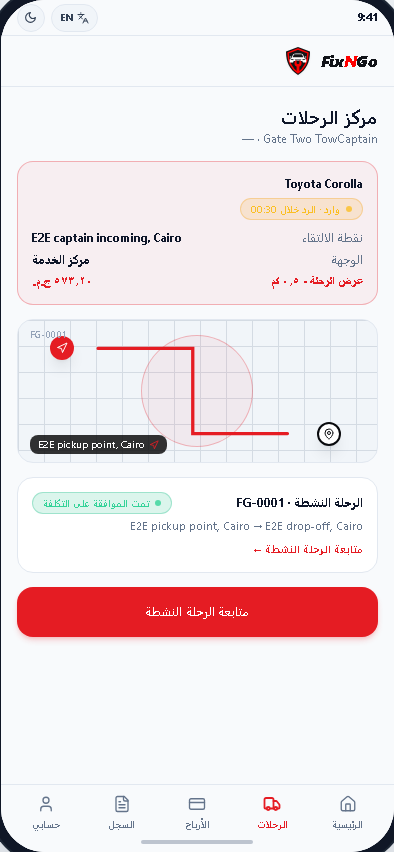 9:41
EN
FixNGo
مركز الرحلات
Gate Two TowCaptain · —
Toyota Corolla
وارد · الرد خلال 00:30
نقطة الالتقاء E2E captain incoming, Cairo
الوجهة مركز الخدمة
عرض الرحلة · ٠٫٥ كم ٥٧٣٫٢٠ ج.م.
FG-0001
E2E pickup point, Cairo
الرحلة النشطة · FG-0001 تمت الموافقة على التكلفة
E2E pickup point, Cairo → E2E drop-off, Cairo
متابعة الرحلة النشطة ←
متابعة الرحلة النشطة
الرئيسية الرحلات الأرباح السجل حسابي